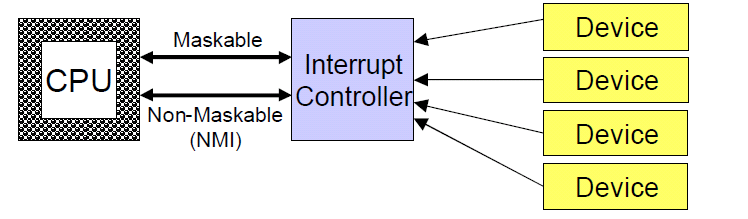 CPU
Maskable
Non-Maskable
(NMI)
Interrupt
Controller
Device
Device
Device
Device